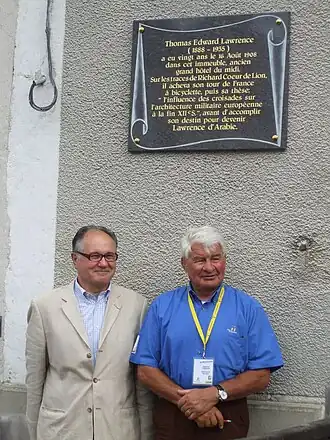 Thomas Edward Lawrence
( 1888 - 1935 )
a eu vingt ans le 16 Août 1908
dans cet immeuble, ancien
grand hôtel du midi.
Sur les traces de Richard Coeur de Lion,
il acheva son tour de France
à bicyclette, puis sa thèse:
"l'influence des croisades sur
l'architecture militaire européenne
à la fin XII°S.", avant d'accomplir
son destin pour devenir
Lawrence d'Arabie.